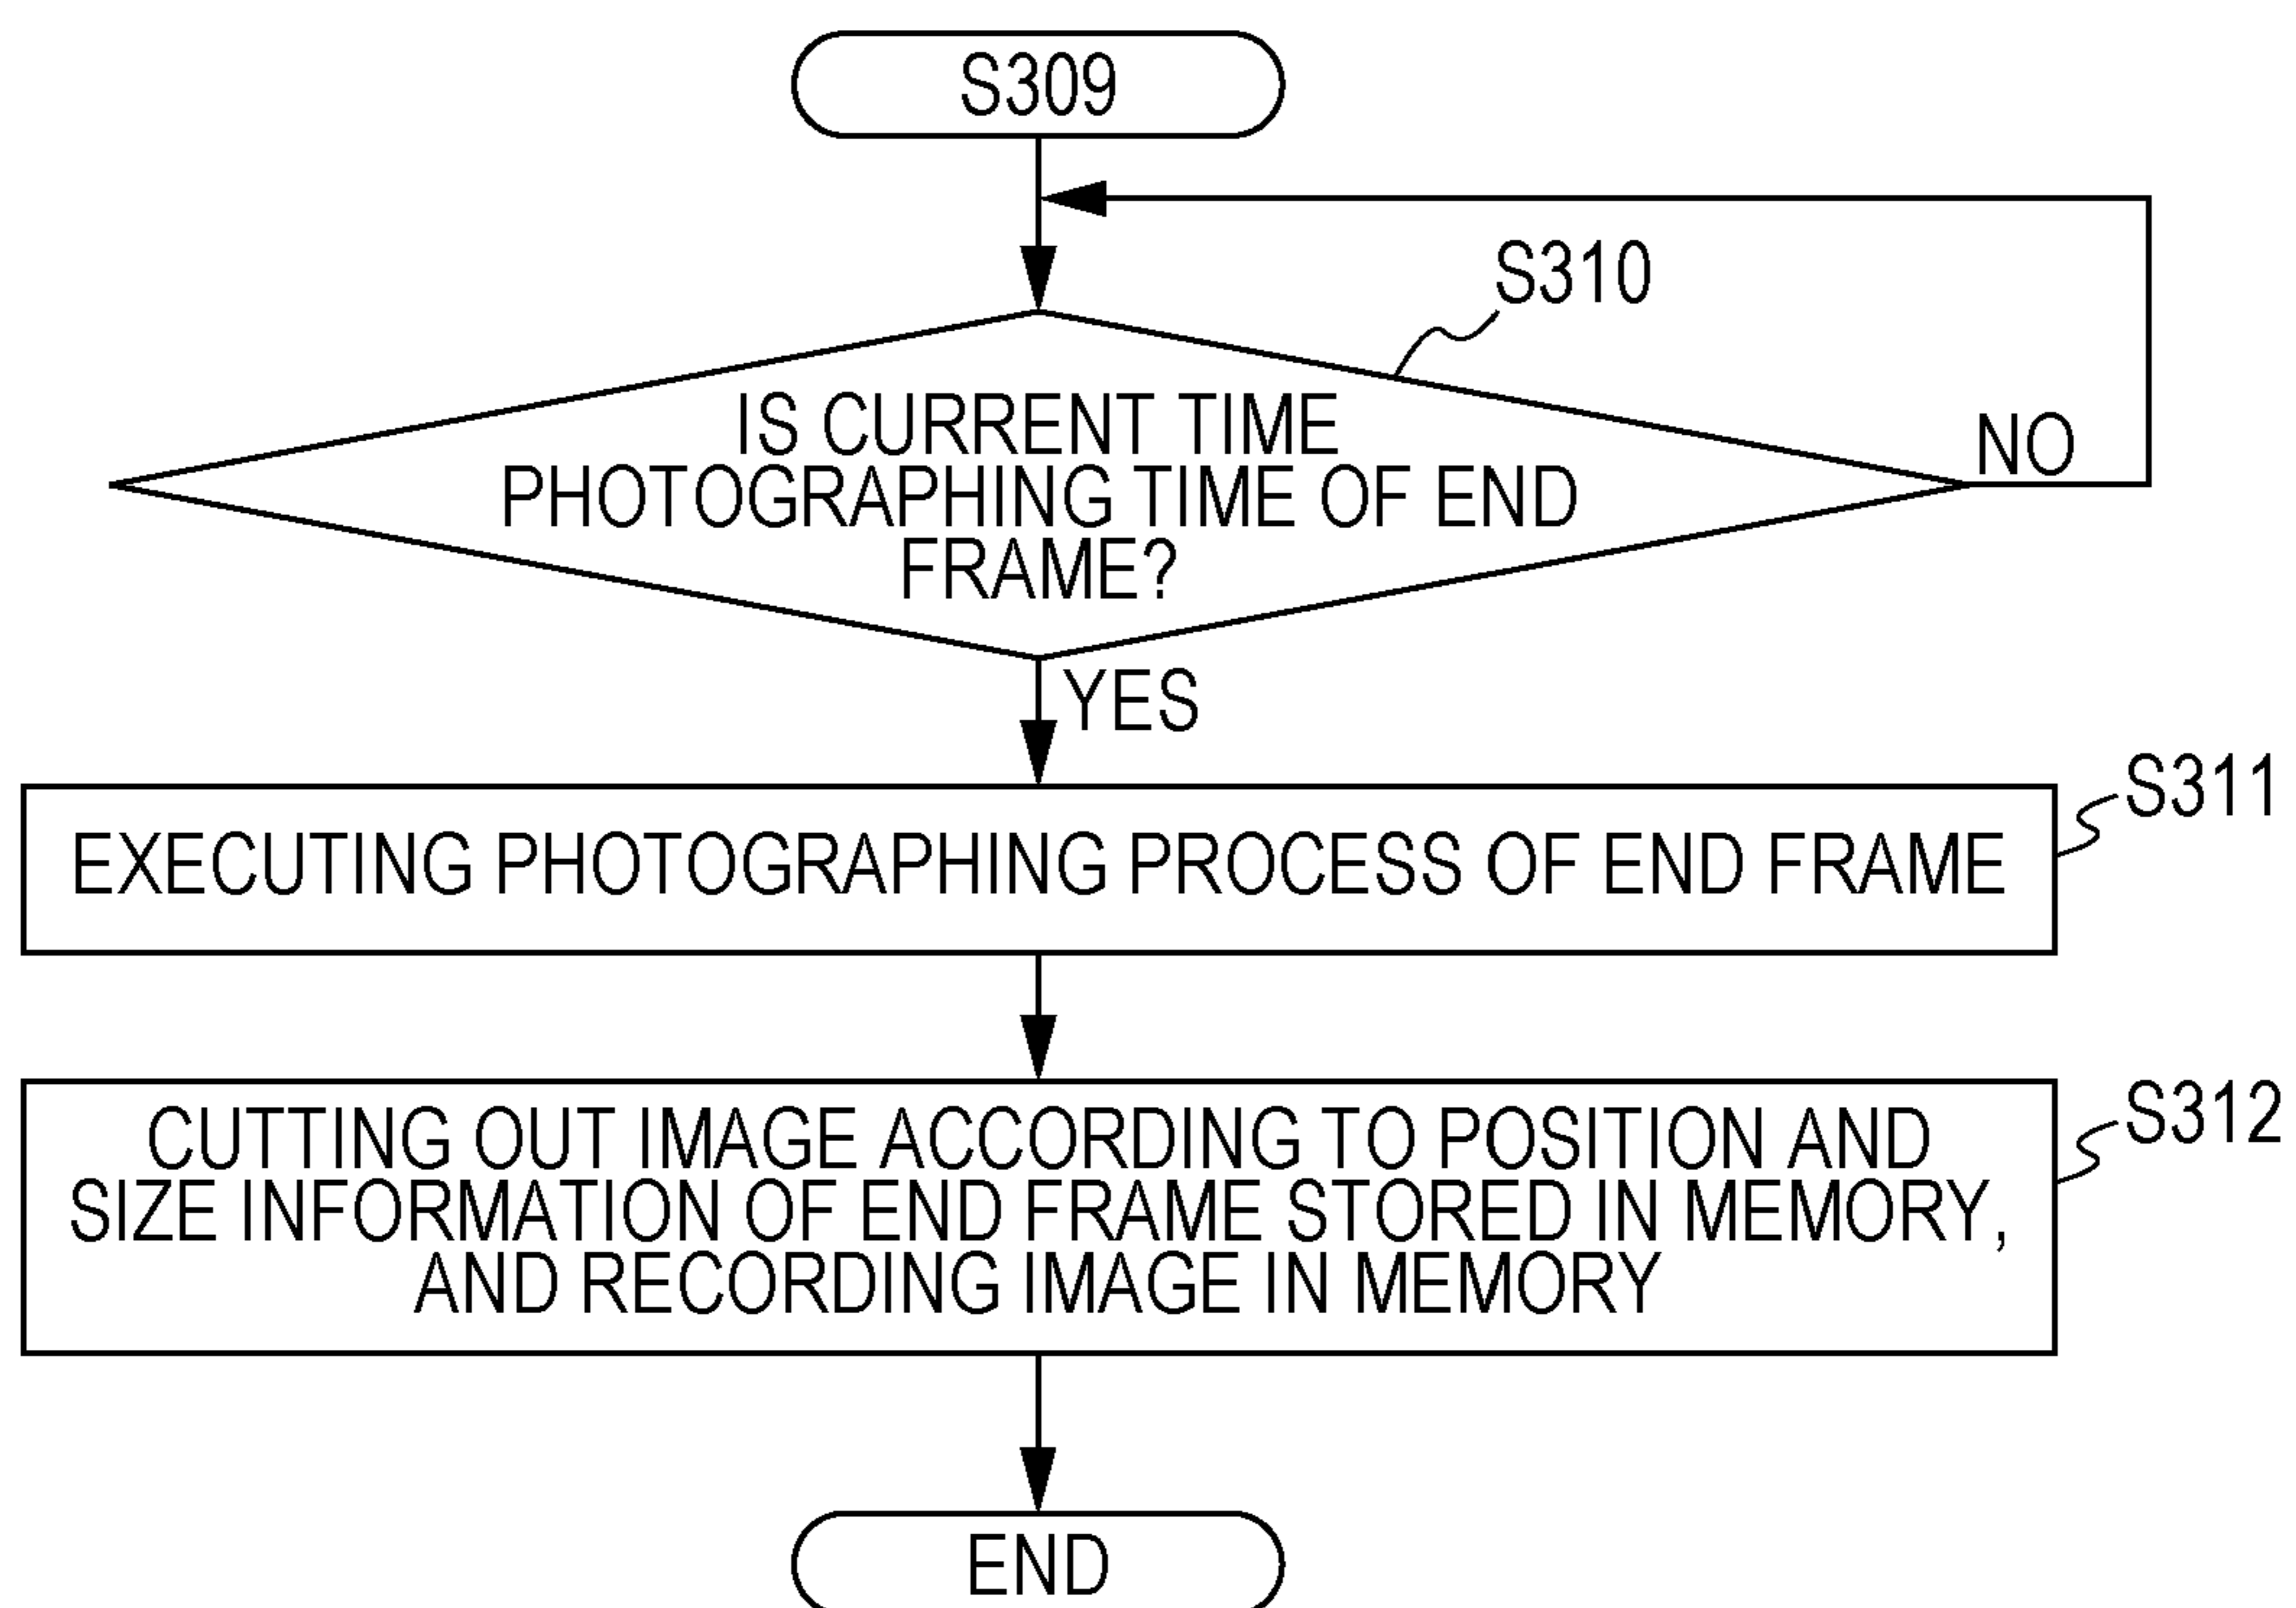 S309
S310
IS CURRENT TIME
PHOTOGRAPHING TIME OF END
FRAME?
NO
YES
S311
EXECUTING PHOTOGRAPHING PROCESS OF END FRAME
S312
CUTTING OUT IMAGE ACCORDING TO POSITION AND
SIZE INFORMATION OF END FRAME STORED IN MEMORY,
AND RECORDING IMAGE IN MEMORY
END